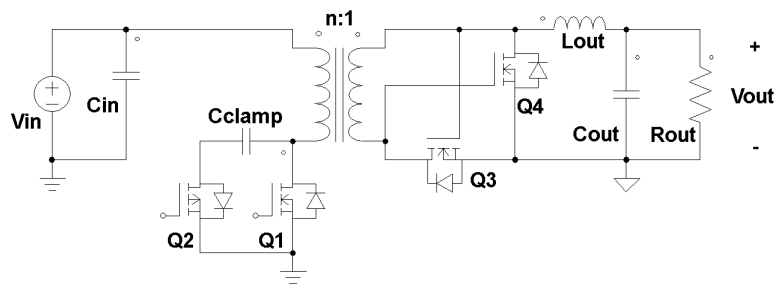 n:1
Lout
Vin
Cin
Cclamp
Q4
Cout
Rout
+
Vout
-
Q3
Q2
Q1